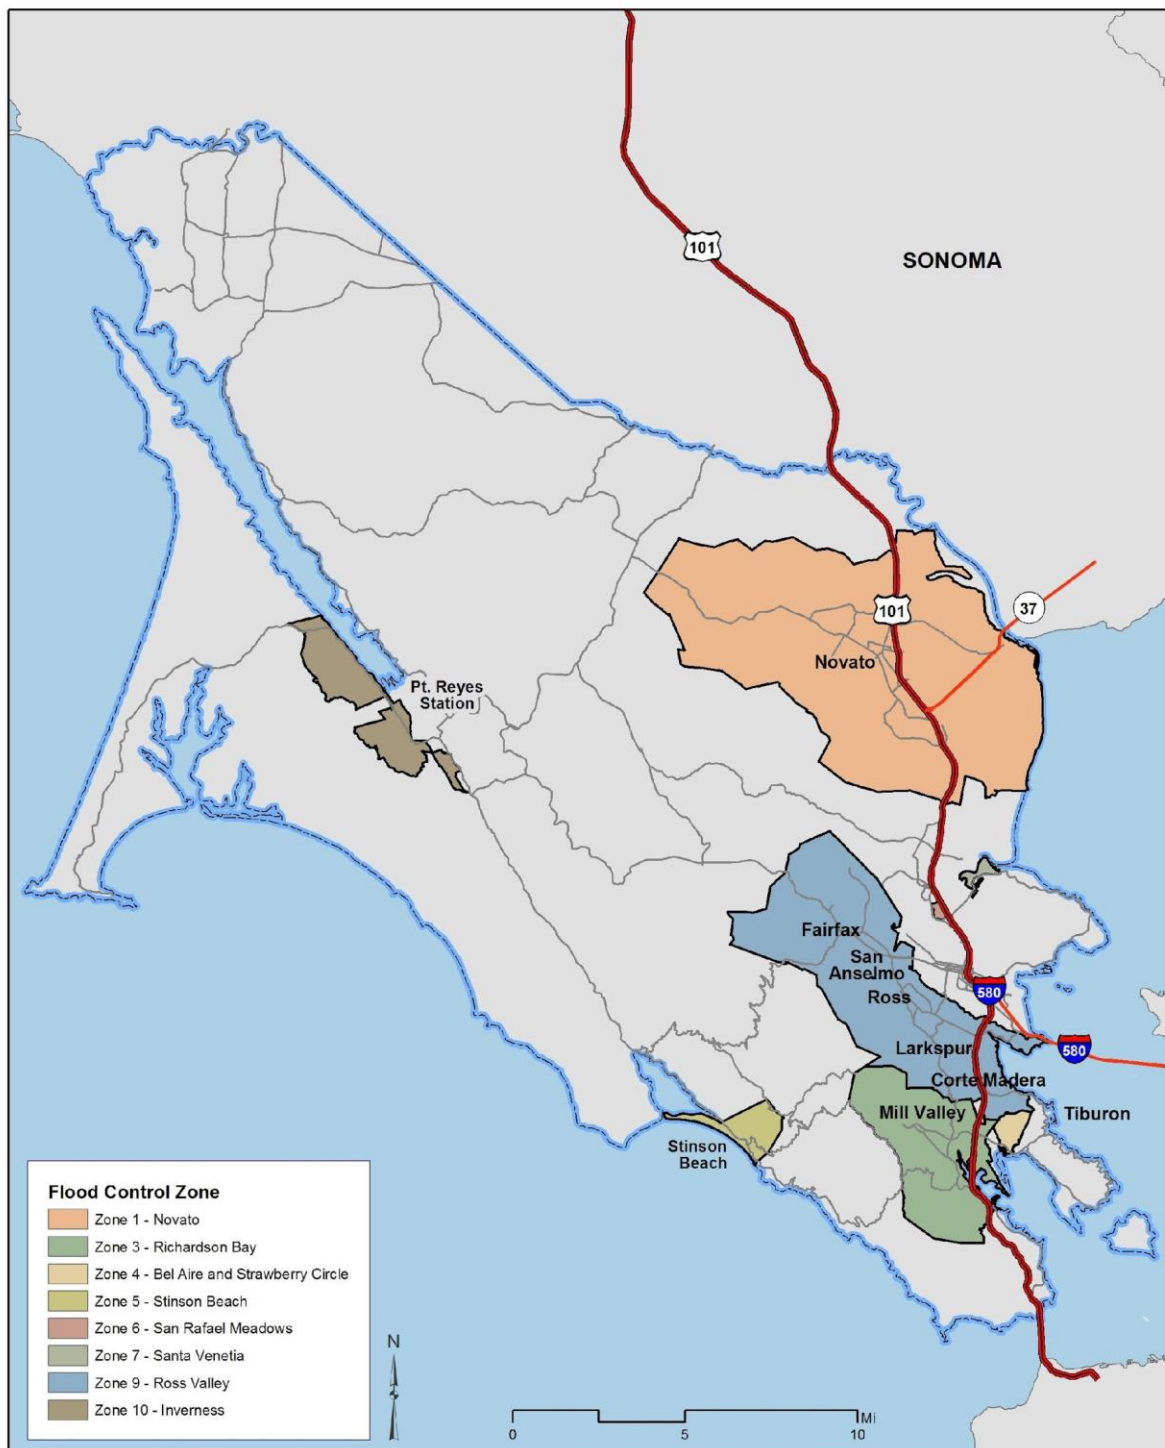 101
SONOMA
37
101
Novato
Pt. Reyes
Station
Fairfax
San
Anselmo
Ross
580
580
Larkspur
Corte Madera
Mill Valley
Tiburon
Stinson
Beach
Flood Control Zone
Zone 1 - Novato
Zone 3 - Richardson Bay
Zone 4 - Bel Aire and Strawberry Circle
Zone 5 - Stinson Beach
Zone 6 - San Rafael Meadows
Zone 7 - Santa Venetia
Zone 9 - Ross Valley
Zone 10 - Inverness
N
Mi
0 5 10